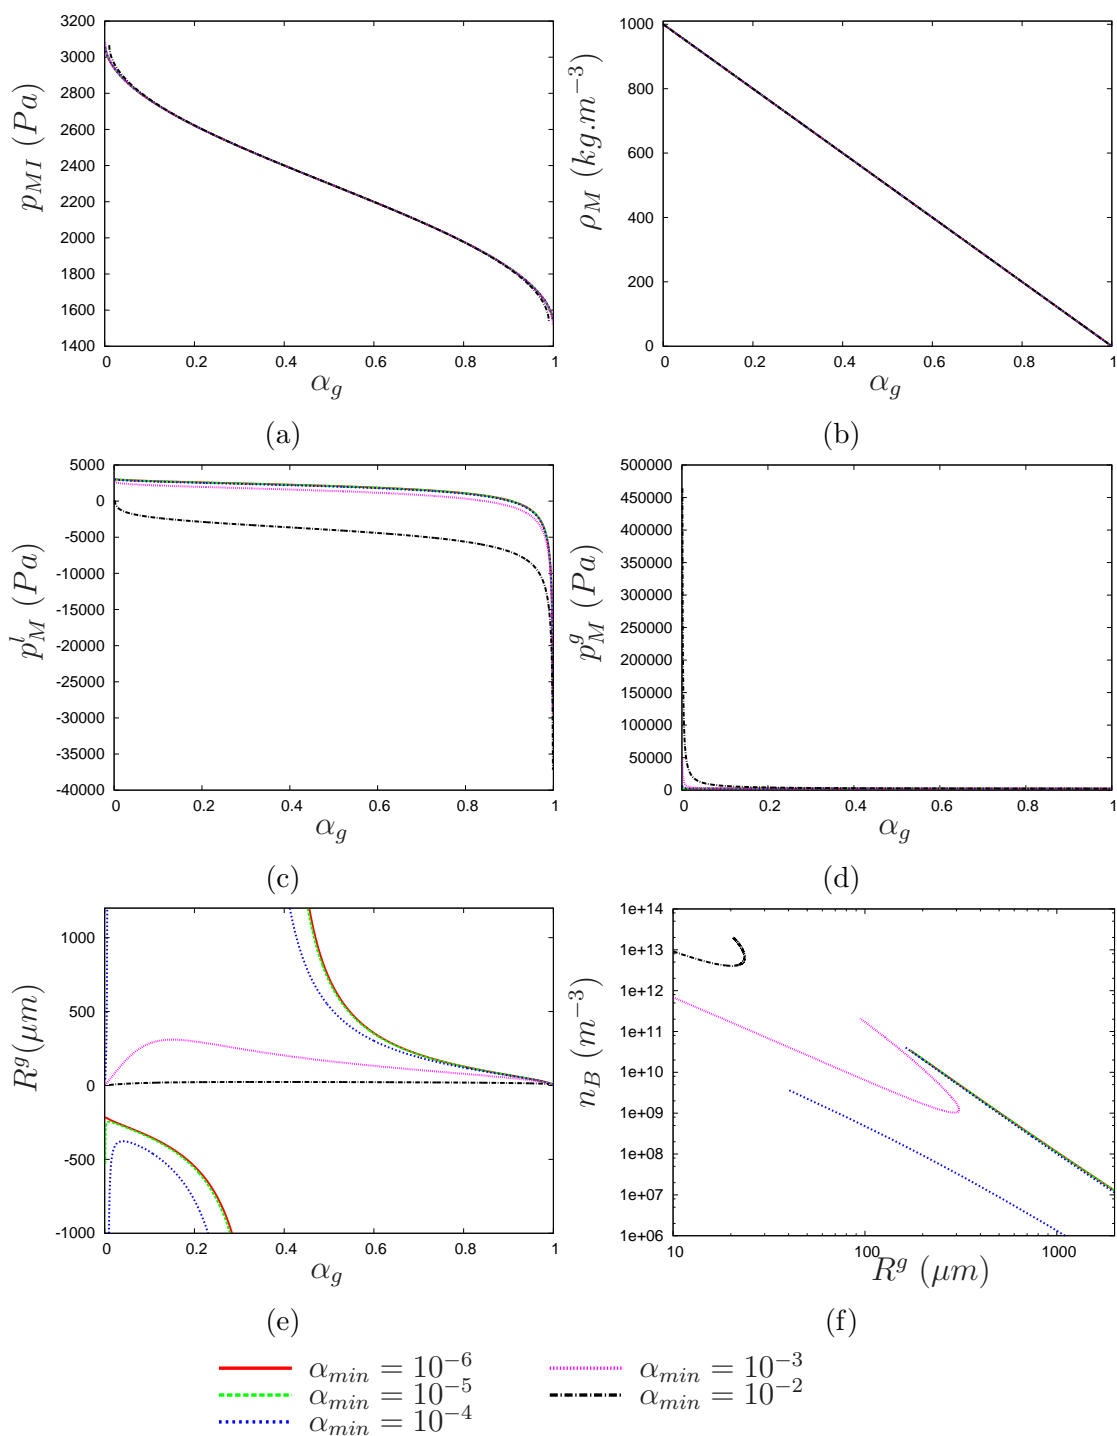 3200
3000
2800
2600
2400
2200
2000
1800
1600
1400
p_{MI} (Pa)
0 0.2 0.4 0.6 0.8 1
α_g
(a)
1000
800
600
400
200
0
ρ_M (kg.m^{-3})
0 0.2 0.4 0.6 0.8 1
α_g
(b)
5000
0
-5000
-10000
-15000
-20000
-25000
-30000
-35000
-40000
p^l_M (Pa)
0 0.2 0.4 0.6 0.8 1
α_g
(c)
500000
450000
400000
350000
300000
250000
200000
150000
100000
50000
0
p^g_M (Pa)
0 0.2 0.4 0.6 0.8 1
α_g
(d)
1000
500
0
-500
-1000
R^g(μm)
0 0.2 0.4 0.6 0.8 1
α_g
(e)
1e+14
1e+13
1e+12
1e+11
1e+10
1e+09
1e+08
1e+07
1e+06
n_B (m^{-3})
10 100 1000
R^g (μm)
(f)
α_{min} = 10^{-6}
α_{min} = 10^{-5}
α_{min} = 10^{-4}
α_{min} = 10^{-3}
α_{min} = 10^{-2}